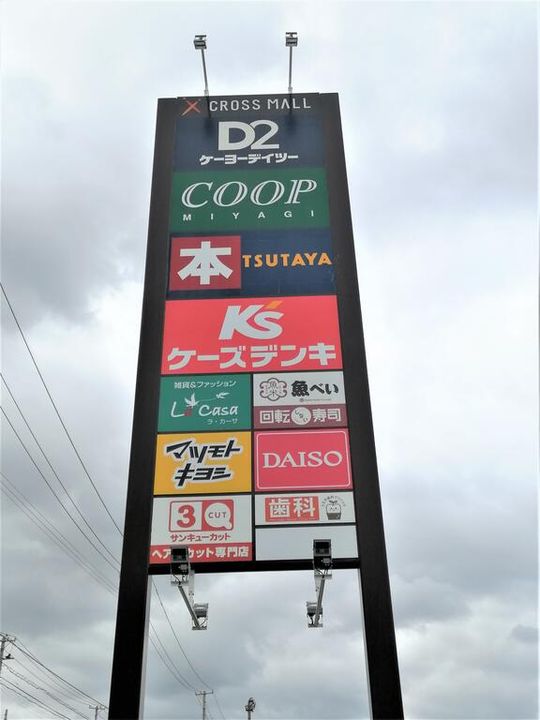 CROSS MALL
D2
ケーヨーデイツー
COOP
MIYAGI
本 TSUTAYA
K's
ケーズデンキ
雑貨&ファッション
La Casa
ラ・カーサ
魚べい
回転 寿司
マツモト
キヨシ
DAISO
3 Q CUT
サンキューカット
ヘアーカット専門店
歯科